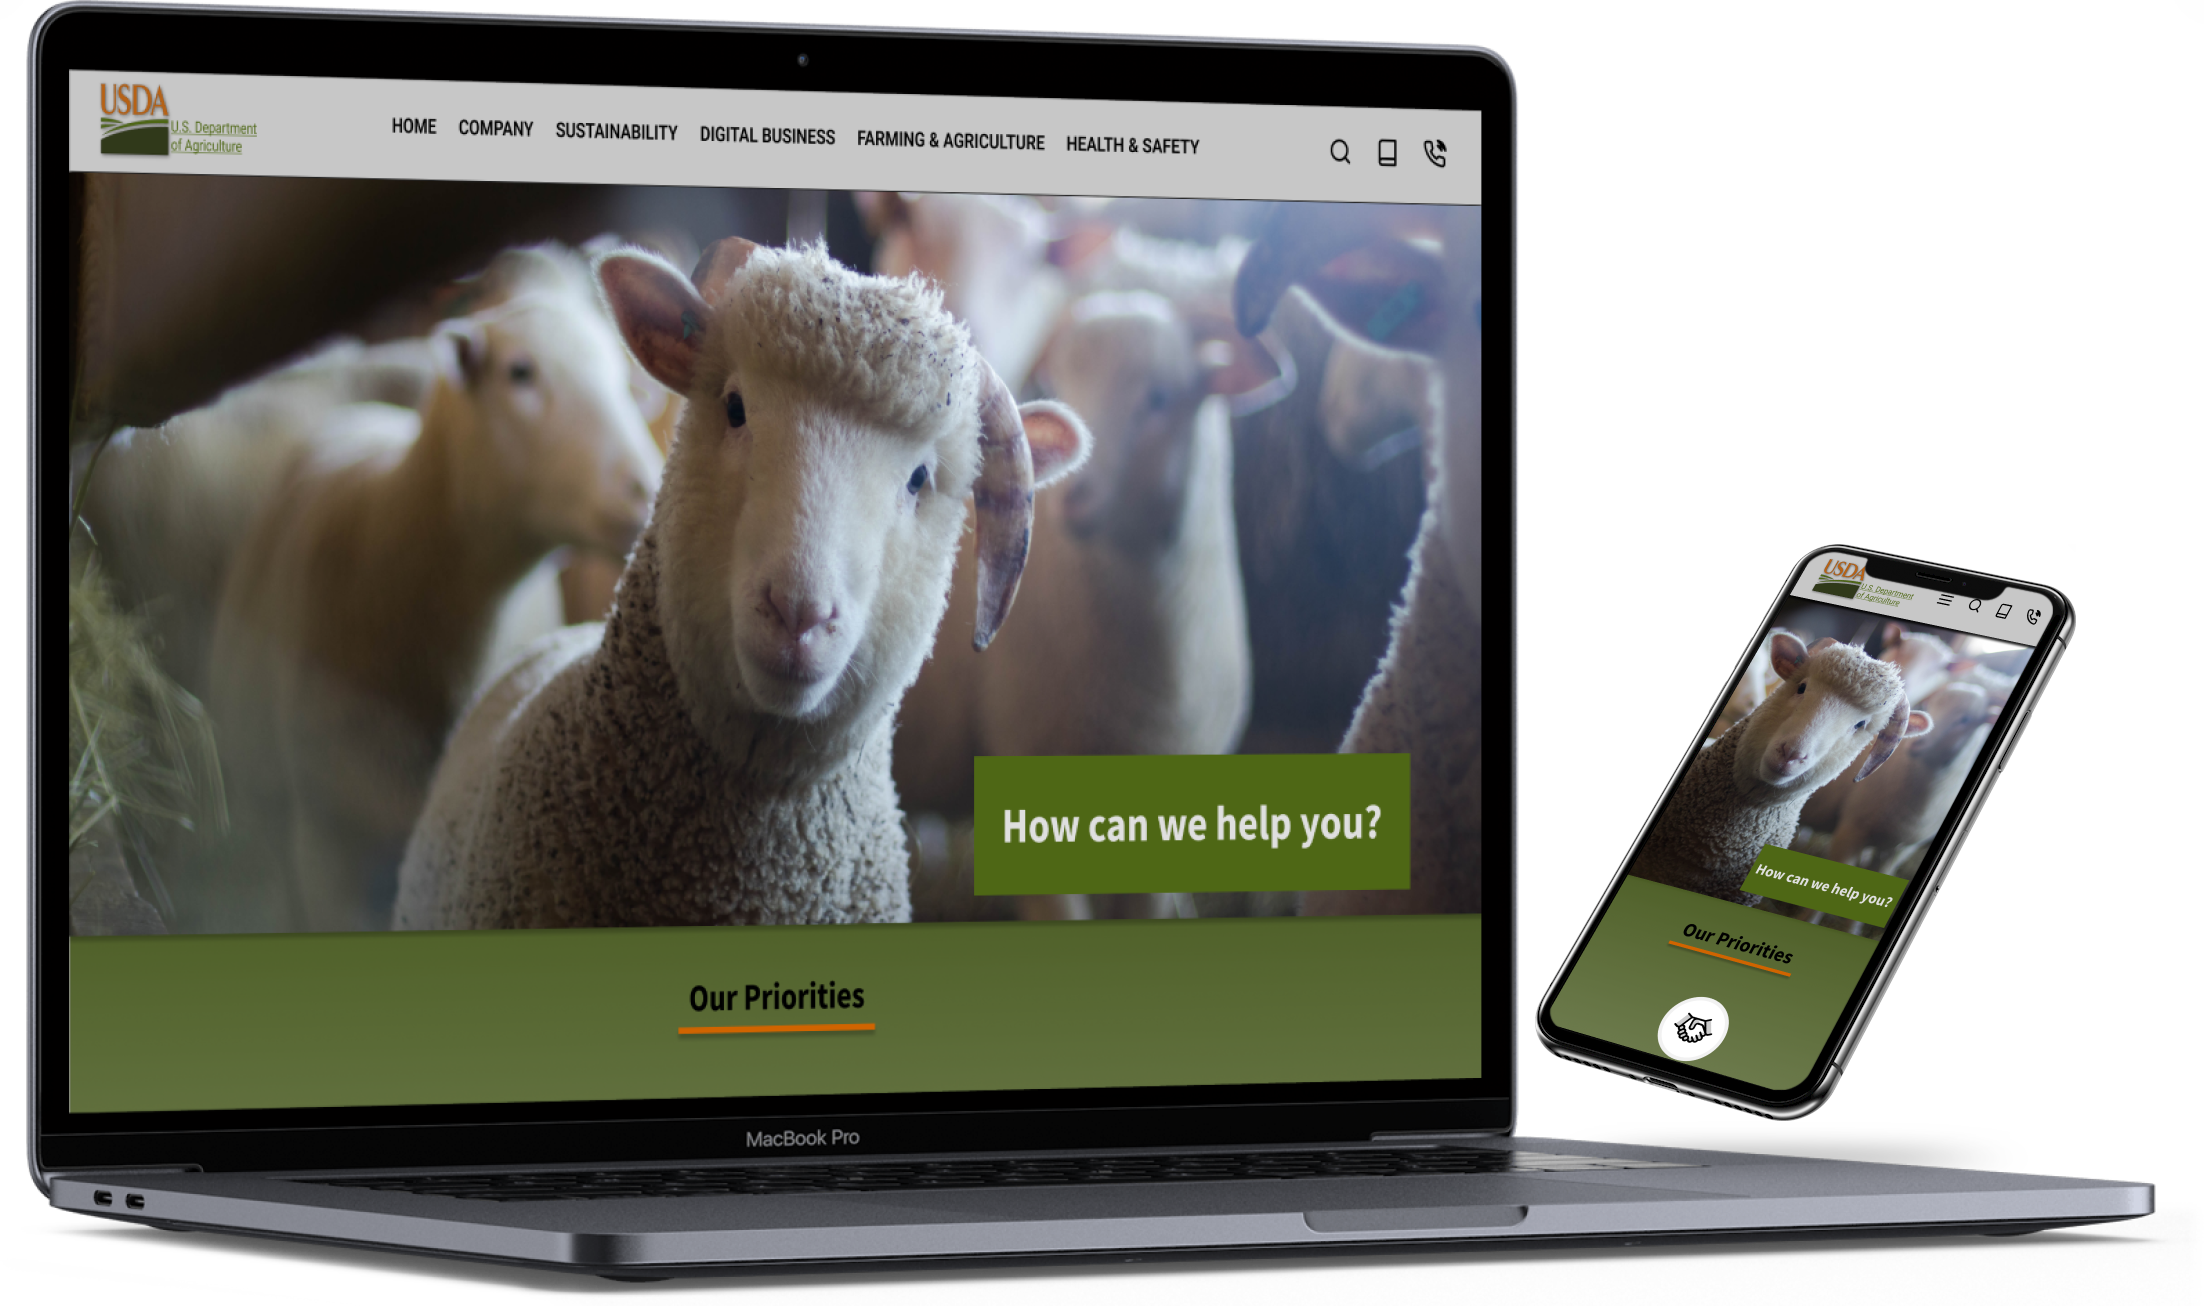 USDA
U.S. Department
of Agriculture
HOME COMPANY SUSTAINABILITY DIGITAL BUSINESS FARMING & AGRICULTURE HEALTH & SAFETY
How can we help you?
Our Priorities
MacBook Pro
USDA
U.S. Department
of Agriculture
How can we help you?
Our Priorities